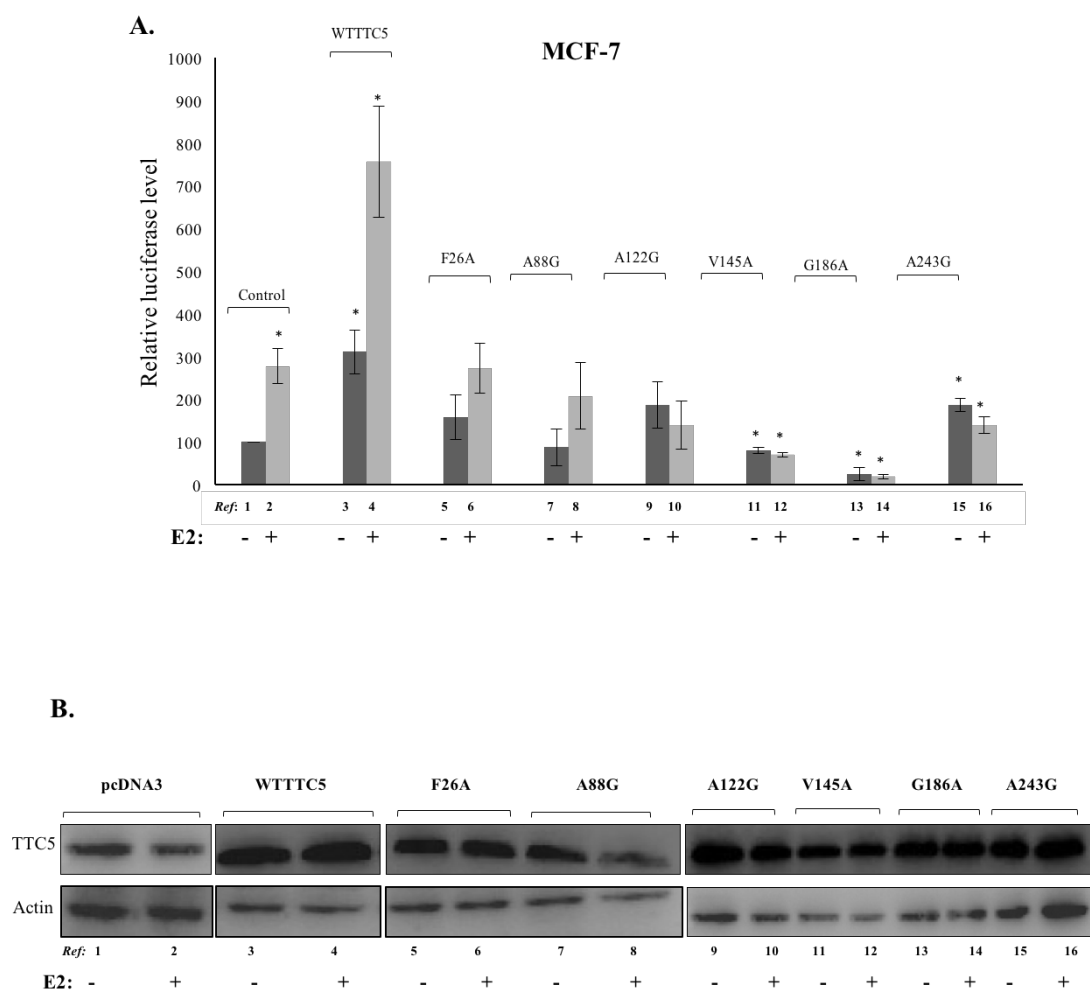 A.
WTTTC5
MCF-7
1000
900
800
700
600
500
400
300
200
100
0
Relative luciferase level
Control
F26A
A88G
A122G
V145A
G186A
A243G
* * * * * * * * *
Ref: 1 2 3 4 5 6 7 8 9 10 11 12 13 14 15 16
E2: - + - + - + - + - + - + - + - +
B.
pcDNA3 WTTTC5 F26A A88G A122G V145A G186A A243G
TTC5
Actin
Ref: 1 2 3 4 5 6 7 8 9 10 11 12 13 14 15 16
E2: - + - + - + - + - + - + - + - +